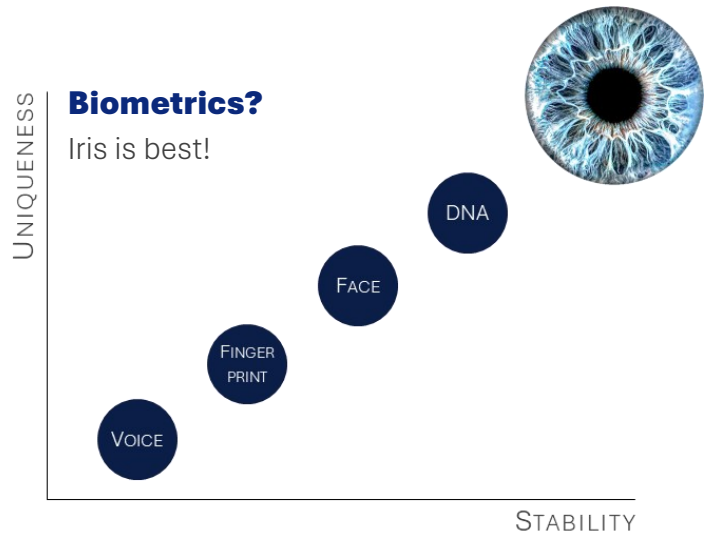 Biometrics?
Iris is best!
UNIQUENESS
DNA
FACE
FINGER
PRINT
VOICE
STABILITY